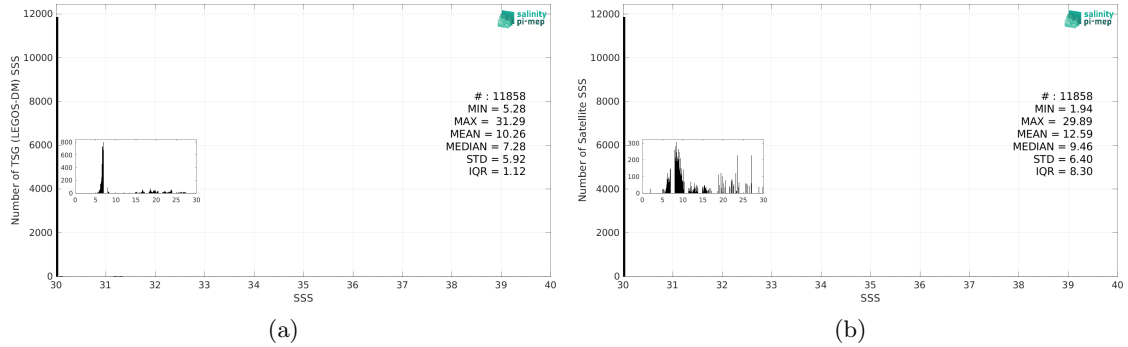 salinity
pi-mep
Number of TSG (LEGOS-DM) SSS
12000
10000
8000
6000
4000
2000
0
# : 11858
MIN = 5.28
MAX = 31.29
MEAN = 10.26
MEDIAN = 7.28
STD = 5.92
IQR = 1.12
800
600
400
200
0
0 5 10 15 20 25 30
30 31 32 33 34 35 36 37 38 39 40
SSS
(a)
salinity
pi-mep
Number of Satellite SSS
12000
10000
8000
6000
4000
2000
0
# : 11858
MIN = 1.94
MAX = 29.89
MEAN = 12.59
MEDIAN = 9.46
STD = 6.40
IQR = 8.30
300
200
100
0
0 5 10 15 20 25 30
30 31 32 33 34 35 36 37 38 39 40
SSS
(b)